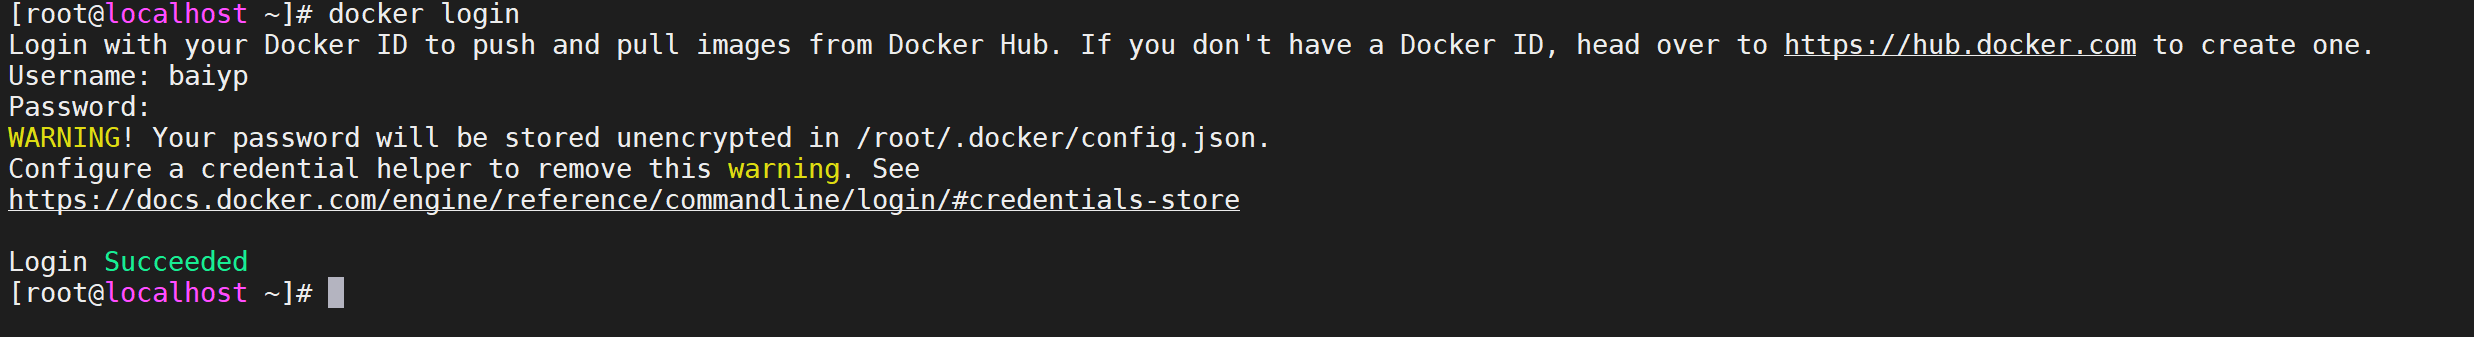 [root@localhost ~]# docker login
Login with your Docker ID to push and pull images from Docker Hub. If you don't have a Docker ID, head over to https://hub.docker.com to create one.
Username: baiyp
Password:
WARNING! Your password will be stored unencrypted in /root/.docker/config.json.
Configure a credential helper to remove this warning. See
https://docs.docker.com/engine/reference/commandline/login/#credentials-store
Login Succeeded
[root@localhost ~]#